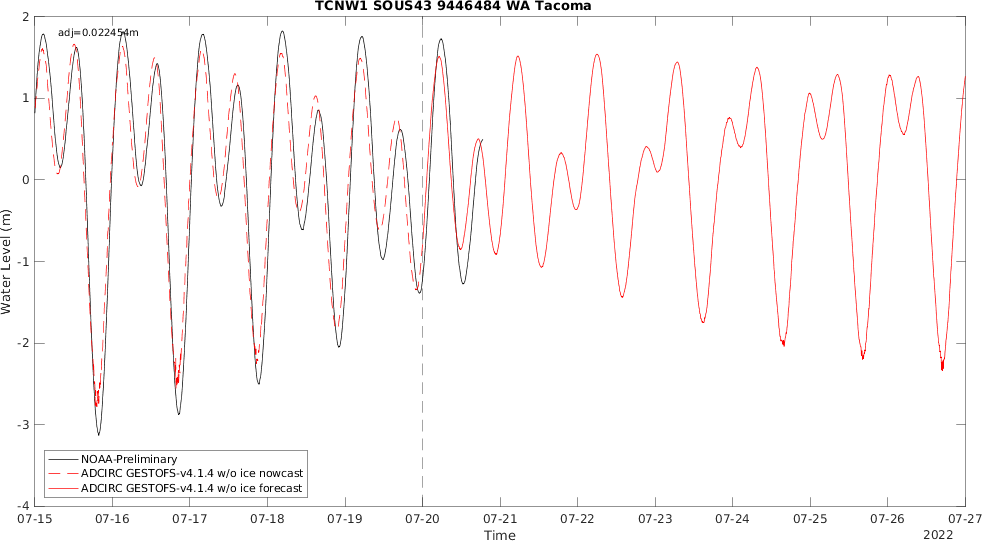 TCNW1 SOUS43 9446484 WA Tacoma
adj=0.022454m
2
1
0
-1
-2
-3
-4
Water Level (m)
NOAA-Preliminary
ADCIRC GESTOFS-v4.1.4 w/o ice nowcast
ADCIRC GESTOFS-v4.1.4 w/o ice forecast
07-15 07-16 07-17 07-18 07-19 07-20 07-21 07-22 07-23 07-24 07-25 07-26 07-27
Time
2022